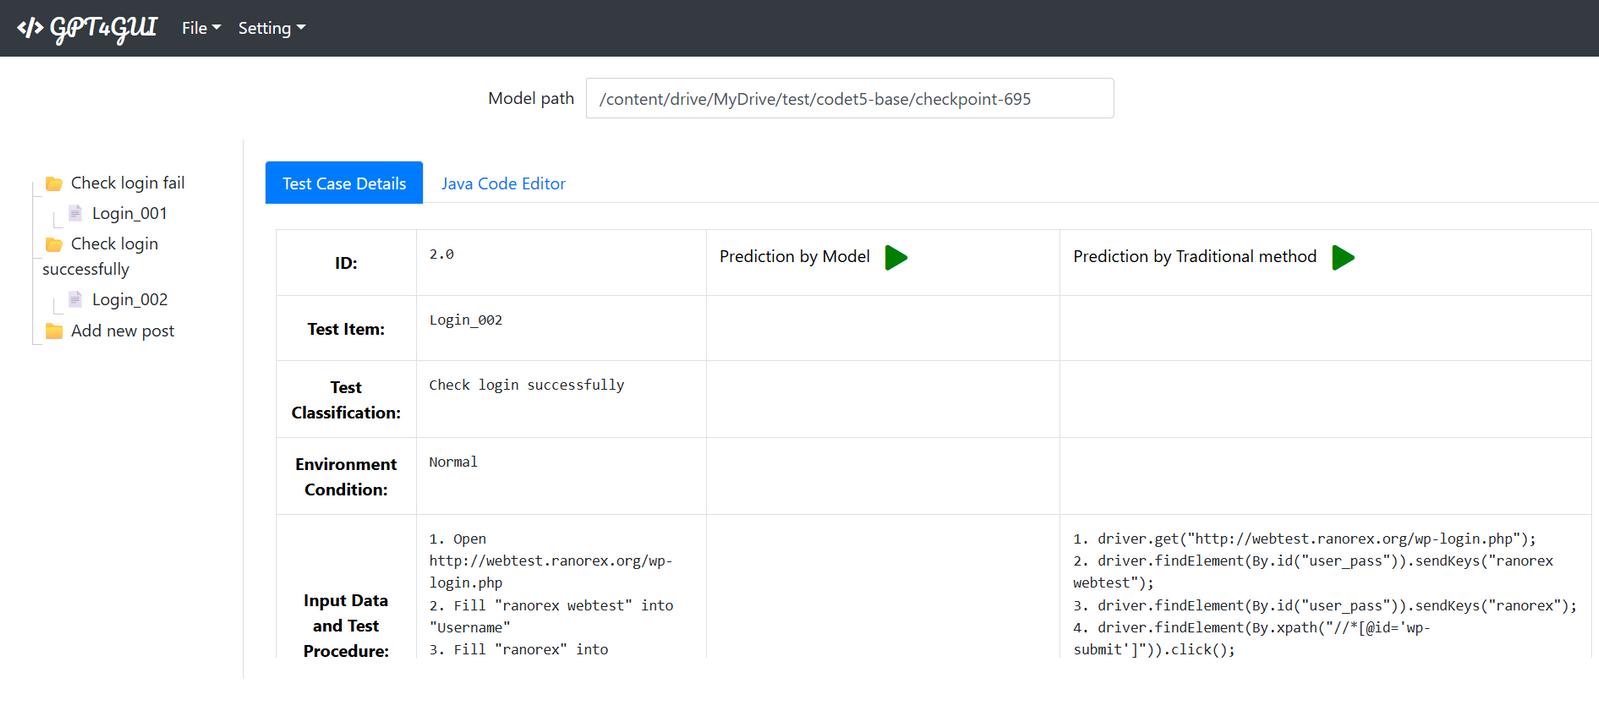 </> GPT4GUI File Setting
Model path /content/drive/MyDrive/test/codet5-base/checkpoint-695
Check login fail
Login_001
Check login
successfully
Login_002
Add new post
Test Case Details Java Code Editor
ID:
2.0
Prediction by Model
Prediction by Traditional method
Test Item:
Login_002
Test
Classification:
Check login successfully
Environment
Condition:
Normal
Input Data
and Test
Procedure:
1. Open
http://webtest.ranorex.org/wp-
login.php
2. Fill "ranorex webtest" into
"Username"
3. Fill "ranorex" into
1. driver.get("http://webtest.ranorex.org/wp-login.php");
2. driver.findElement(By.id("user_pass")).sendKeys("ranorex
webtest");
3. driver.findElement(By.id("user_pass")).sendKeys("ranorex");
4. driver.findElement(By.xpath("//*[@id='wp-
submit']")).click();